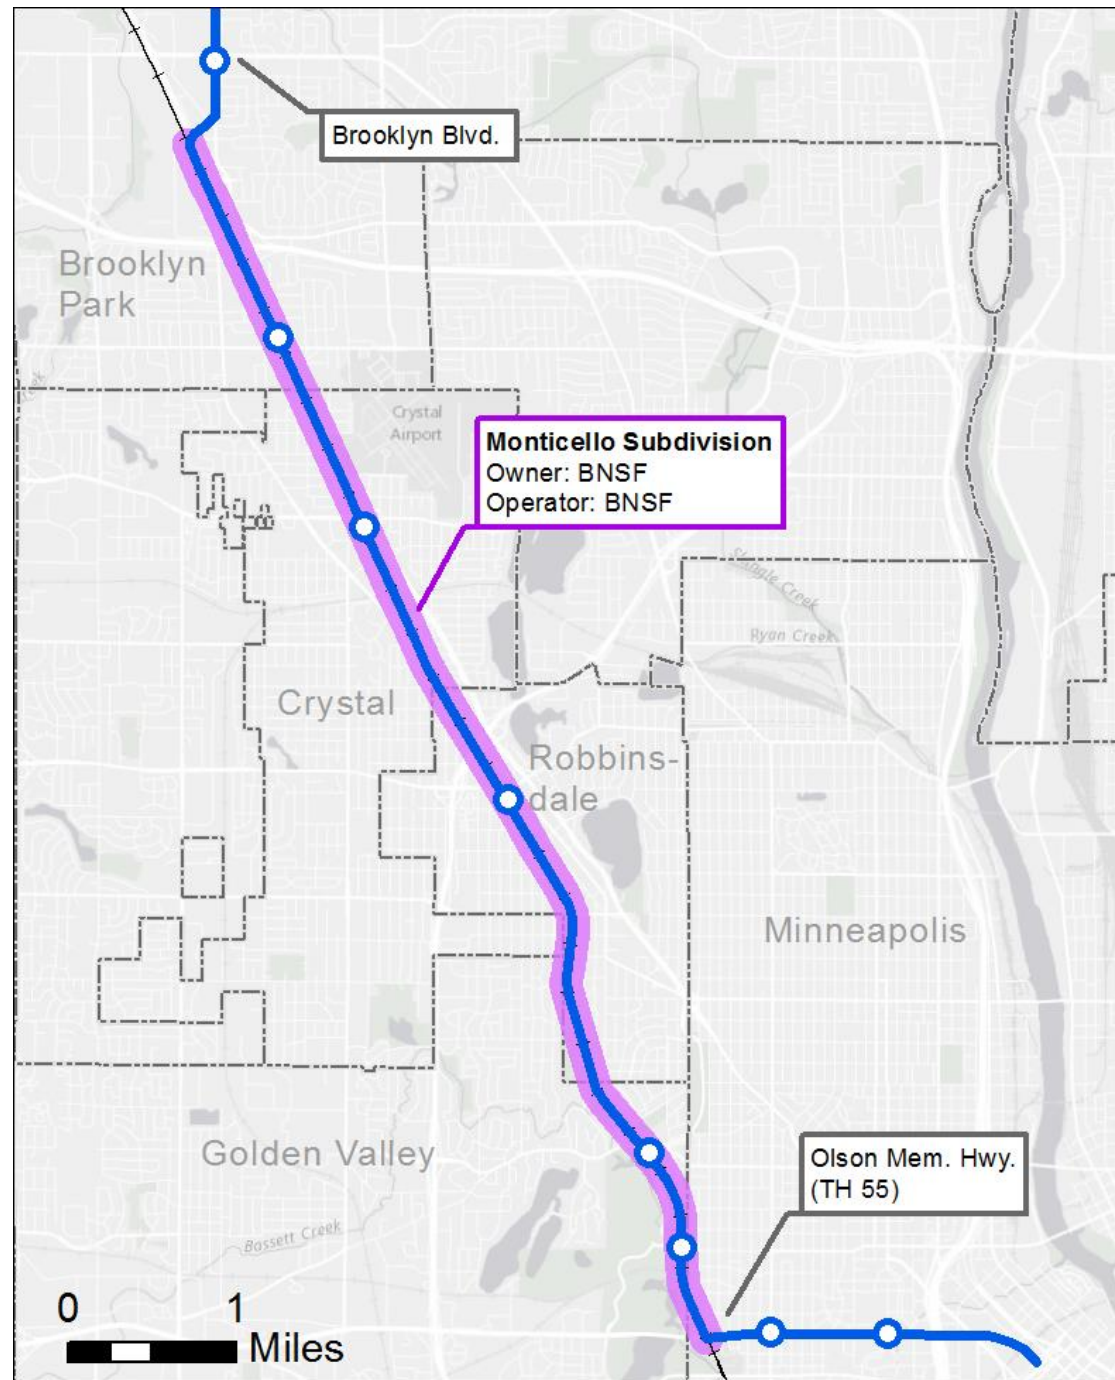 Brooklyn Blvd.
Brooklyn
Park
Crystal
Airport
Monticello Subdivision
Owner: BNSF
Operator: BNSF
Creek
Shingle Creek
Ryan Creek
Crystal
Robbins-
dale
Minneapolis
Golden Valley
Olson Mem. Hwy.
(TH 55)
Bassett Creek
0 1
Miles